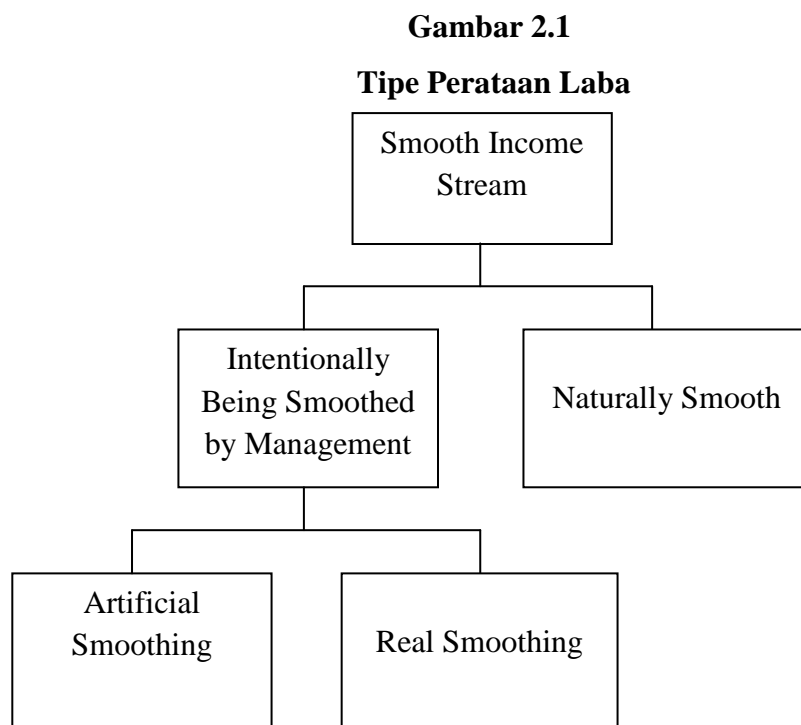 Gambar 2.1
Tipe Perataan Laba
Smooth Income
Stream
Intentionally
Being Smoothed
by Management
Naturally Smooth
Artificial
Smoothing
Real Smoothing